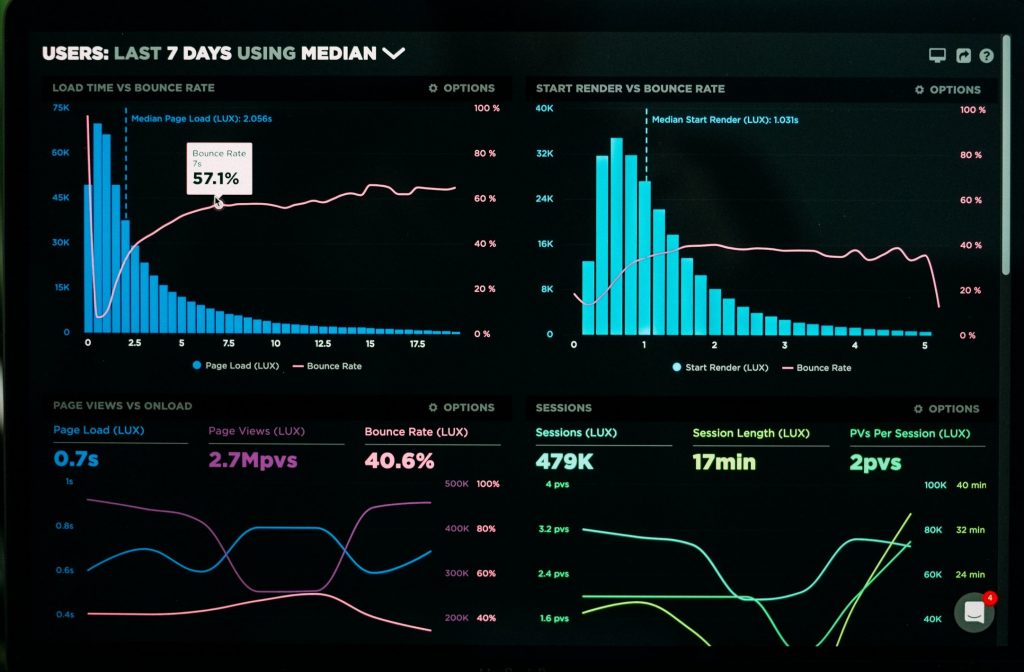 USERS: LAST 7 DAYS USING MEDIAN
LOAD TIME VS BOUNCE RATE
OPTIONS
75K
60K
45K
30K
15K
0
100 %
80 %
60 %
40 %
20 %
0 %
Median Page Load (LUX): 2.056s
Bounce Rate
7s
57.1%
0 2.5 5 7.5 10 12.5 15 17.5
Page Load (LUX) Bounce Rate
START RENDER VS BOUNCE RATE
OPTIONS
40K
32K
24K
16K
8K
0
100 %
80 %
60 %
40 %
20 %
0 %
Median Start Render (LUX): 1.031s
0 1 2 3 4 5
Start Render (LUX) Bounce Rate
PAGE VIEWS VS ONLOAD
OPTIONS
Page Load (LUX) Page Views (LUX) Bounce Rate (LUX)
0.7s 2.7Mpvs 40.6%
1s 500K 100%
0.8s 400K 80%
0.6s 300K 60%
0.4s 200K 40%
SESSIONS
OPTIONS
Sessions (LUX) Session Length (LUX) PVs Per Session (LUX)
479K 17min 2pvs
4 pvs 100K 40 min
3.2 pvs 80K 32 min
2.4 pvs 60K 24 min
1.6 pvs 40K
4